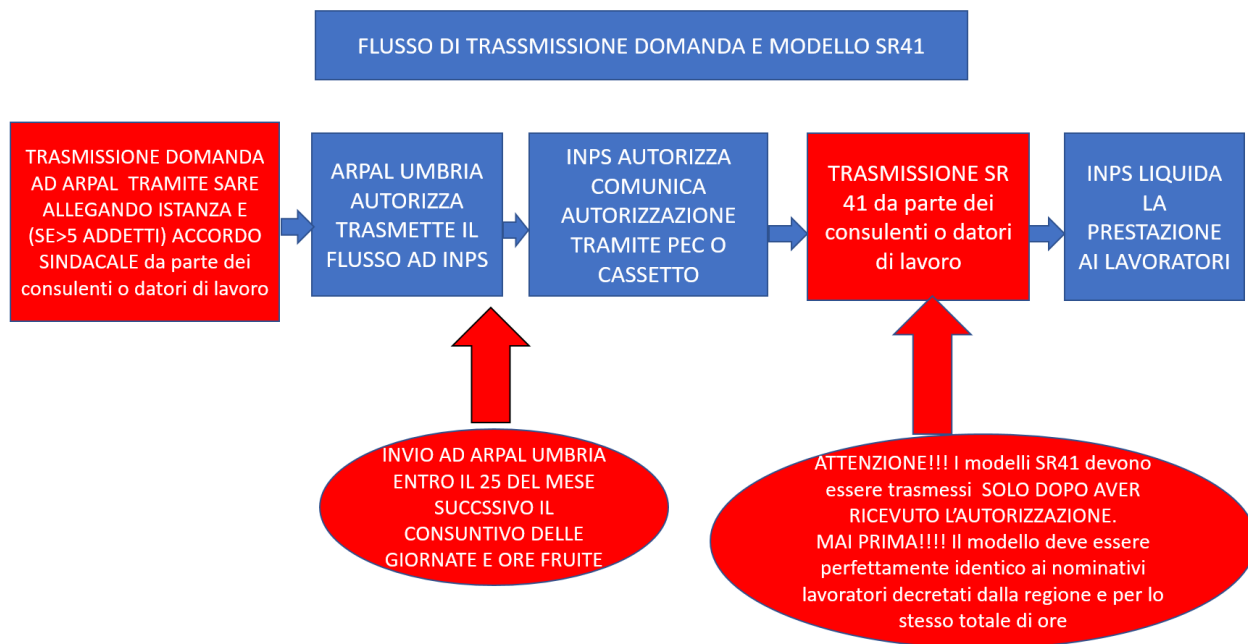 FLUSSO DI TRASSMISSIONE DOMANDA E MODELLO SR41
TRASMISSIONE DOMANDA
AD ARPAL TRAMITE SARE
ALLEGANDO ISTANZA E
(SE>5 ADDETTI) ACCORDO
SINDACALE da parte dei
consulenti o datori di lavoro
ARPAL UMBRIA
AUTORIZZA
TRASMETTE IL
FLUSSO AD INPS
INPS AUTORIZZA
COMUNICA
AUTORIZZAZIONE
TRAMITE PEC O
CASSETTO
TRASMISSIONE SR
41 da parte dei
consulenti o datori
di lavoro
INPS LIQUIDA
LA
PRESTAZIONE
AI LAVORATORI
INVIO AD ARPAL UMBRIA
ENTRO IL 25 DEL MESE
SUCCSSIVO IL
CONSUNTIVO DELLE
GIORNATE E ORE FRUITE
ATTENZIONE!!! I modelli SR41 devono
essere trasmessi SOLO DOPO AVER
RICEVUTO L'AUTORIZZAZIONE.
MAI PRIMA!!!! Il modello deve essere
perfettamente identico ai nominativi
lavoratori decretati dalla regione e per lo
stesso totale di ore